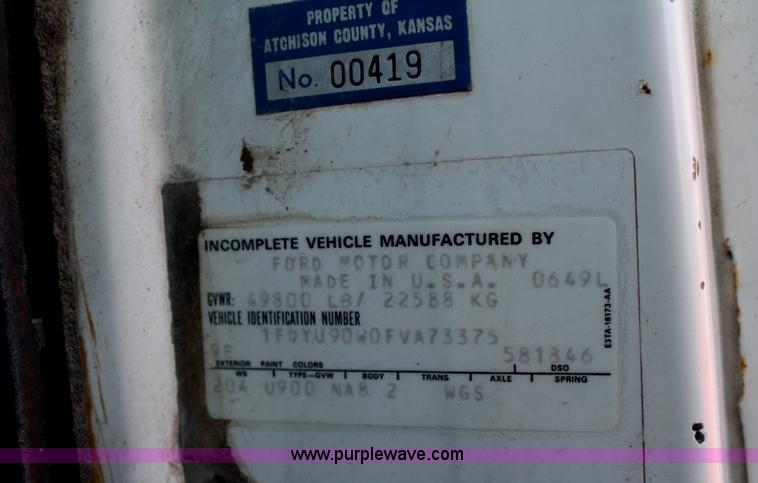 PROPERTY OF
ATCHISON COUNTY, KANSAS
No. 00419
INCOMPLETE VEHICLE MANUFACTURED BY
FORD MOTOR COMPANY
MADE IN U.S.A. 0649L
GVWR: 49800 LB/ 22588 KG
VEHICLE IDENTIFICATION NUMBER
1FDYU90W0FVA73375
9E 581846
EXTERIOR PAINT COLORS DSO
WB TYPE-GVW BODY TRANS AXLE SPRING
204 U900 NA8 2 WGS
E3TA-18173-AA
www.purplewave.com